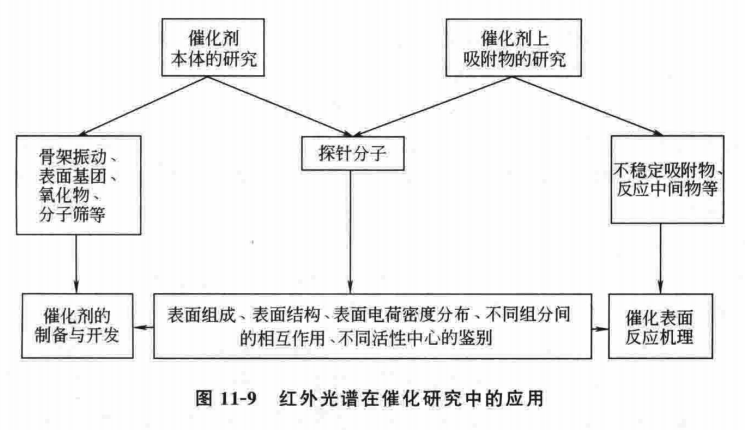 催化剂
本体的研究
催化剂上
吸附物的研究
骨架振动、
表面基团、
氧化物、
分子筛等
探针分子
不稳定吸附物、
反应中间物等
催化剂的
制备与开发
表面组成、表面结构、表面电荷密度分布、不同组分间
的相互作用、不同活性中心的鉴别
催化表面
反应机理
图 11-9 红外光谱在催化研究中的应用